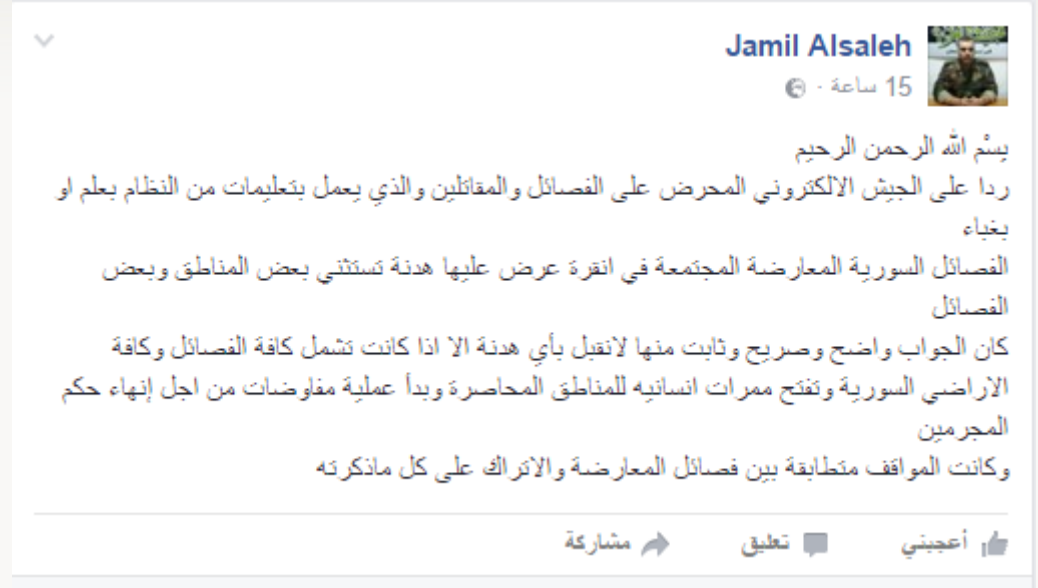 Jamil Alsaleh
15 ساعة ·
بِسْم الله الرحمن الرحيم
ردا على الجيش الالكتروني المحرض على الفصائل والمقاتلين والذي يعمل بتعليمات من النظام بعلم او
بغباء
الفصائل السورية المعارضة المجتمعة في انقرة عرض عليها هدنة تستثني بعض المناطق وبعض
الفصائل
كان الجواب واضح وصريح وثابت منها لانقبل بأي هدنة الا اذا كانت تشمل كافة الفصائل وكافة
الاراضي السورية وتفتح ممرات انسانيه للمناطق المحاصرة وبدأ عملية مفاوضات من اجل إنهاء حكم
المجرمين
وكانت المواقف متطابقة بين فصائل المعارضة والاتراك على كل ماذكرته
أعجبني تعليق مشاركة